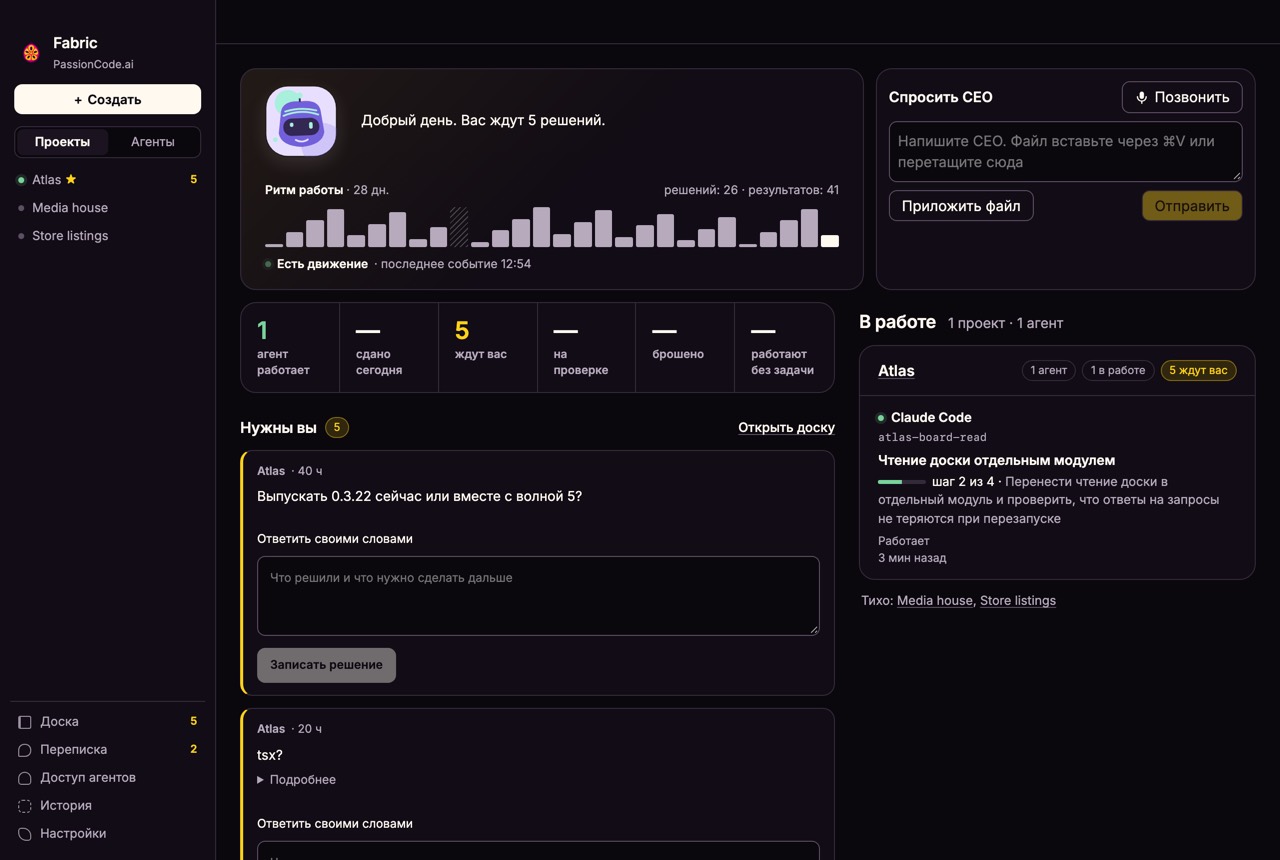 Fabric
PassionCode.ai
+ Создать
Проекты
Агенты
Atlas
5
Media house
Store listings
Доска
5
Переписка
2
Доступ агентов
История
Настройки
Добрый день. Вас ждут 5 решений.
Ритм работы · 28 дн.
решений: 26 · результатов: 41
Есть движение · последнее событие 12:54
Спросить CEO
Позвонить
Напишите CEO. Файл вставьте через ⌘V или
перетащите сюда
Приложить файл
Отправить
1
агент
работает
—
сдано
сегодня
5
ждут вас
—
на
проверке
—
брошено
—
работают
без задачи
Нужны вы 5
Открыть доску
Atlas · 40 ч
Выпускать 0.3.22 сейчас или вместе с волной 5?
Ответить своими словами
Что решили и что нужно сделать дальше
Записать решение
Atlas · 20 ч
tsx?
Подробнее
Ответить своими словами
В работе 1 проект · 1 агент
Atlas
1 агент
1 в работе
5 ждут вас
Claude Code
atlas-board-read
Чтение доски отдельным модулем
шаг 2 из 4 · Перенести чтение доски в
отдельный модуль и проверить, что ответы на запросы
не теряются при перезапуске
Работает
3 мин назад
Тихо: Media house, Store listings